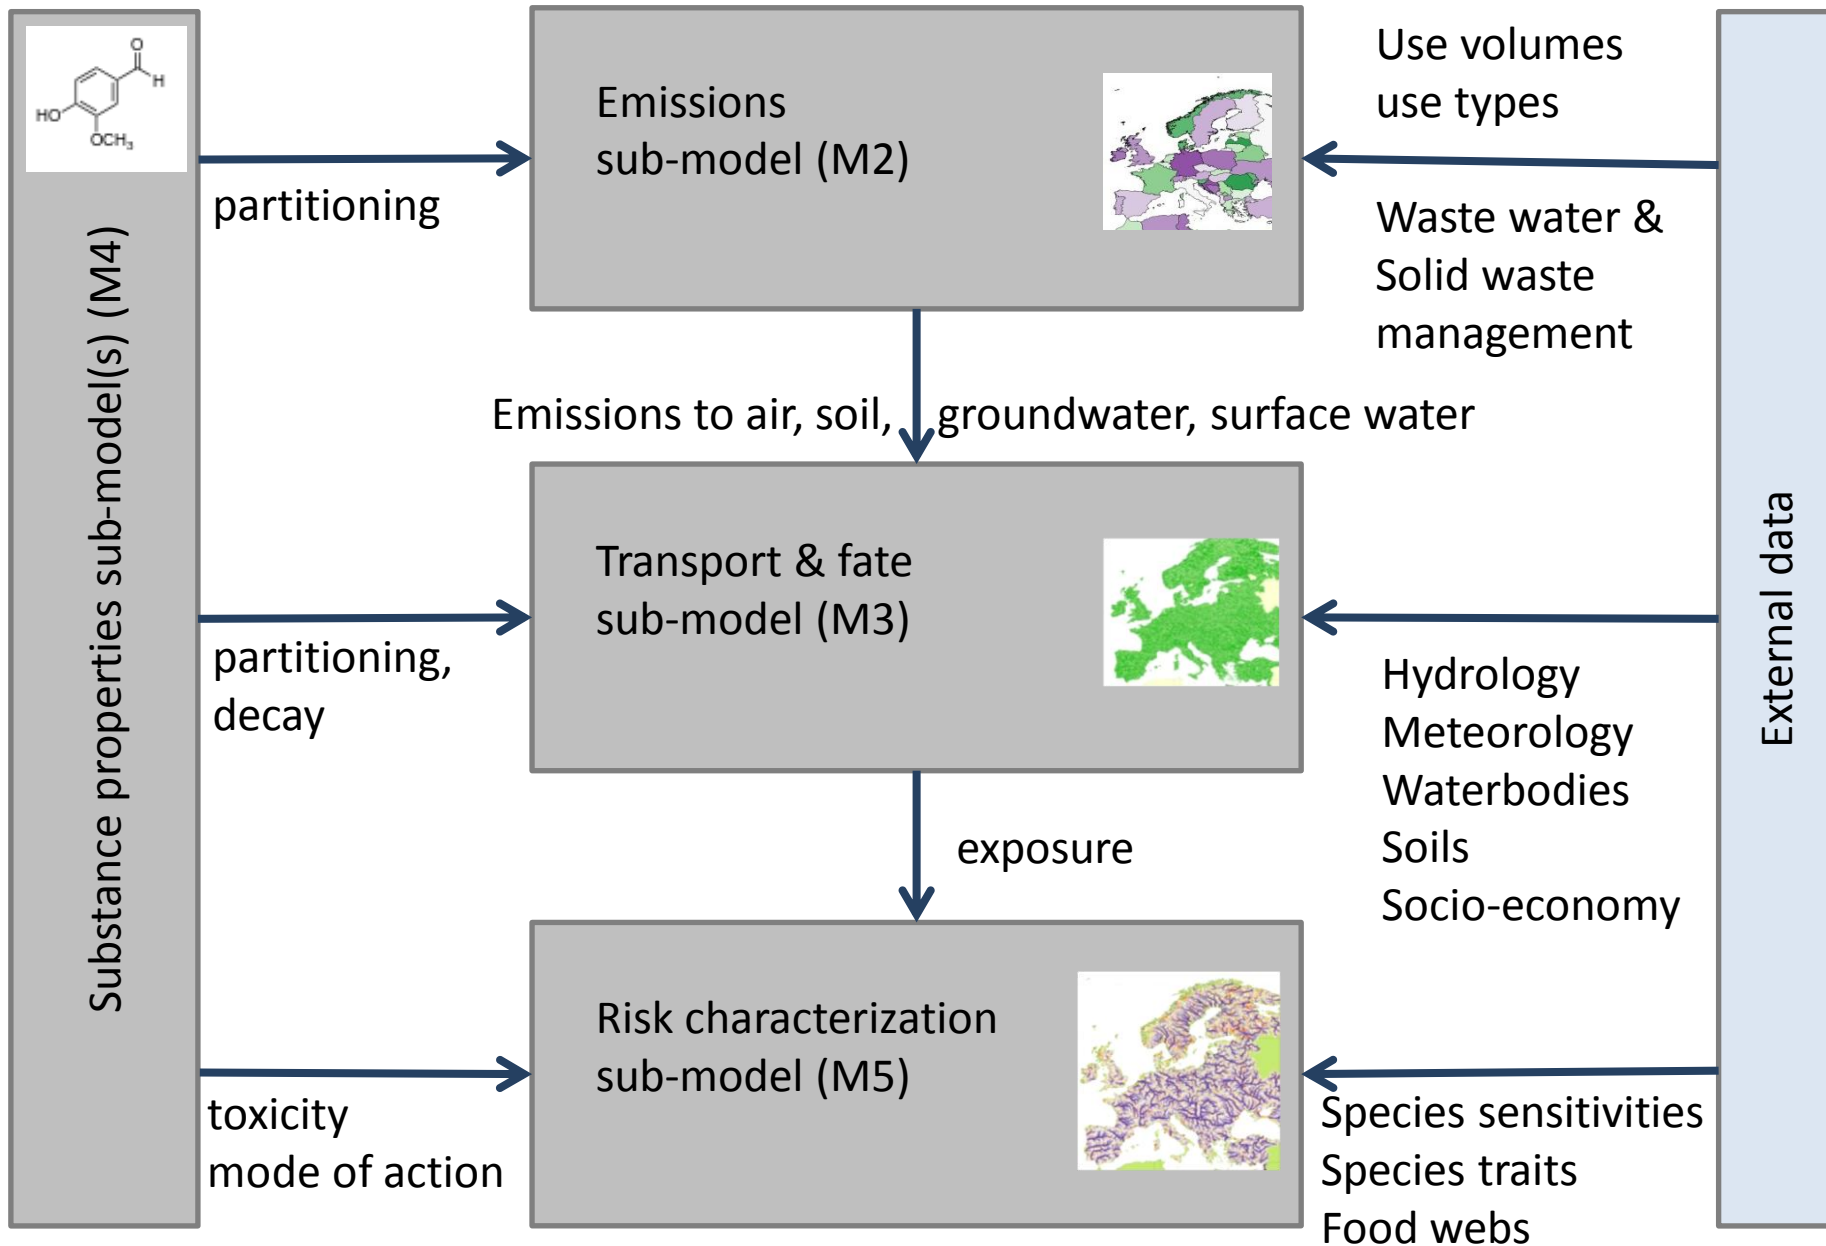 O
H
HO
OCH3
Substance properties sub-model(s) (M4)
partitioning
Emissions
sub-model (M2)
Use volumes
use types
Waste water &
Solid waste
management
Emissions to air, soil, groundwater, surface water
partitioning,
decay
Transport & fate
sub-model (M3)
Hydrology
Meteorology
Waterbodies
Soils
Socio-economy
exposure
toxicity
mode of action
Risk characterization
sub-model (M5)
Species sensitivities
Species traits
Food webs
External data